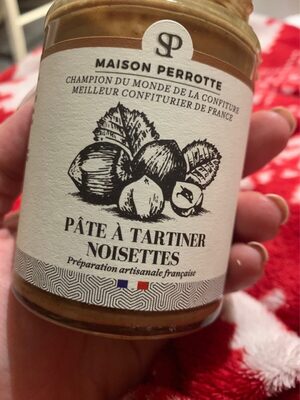 SP
MAISON PERROTTE
CHAMPION DU MONDE DE LA CONFITURE
MEILLEUR CONFITURIER DE FRANCE
PÂTE À TARTINER
NOISETTES
Préparation artisanale française